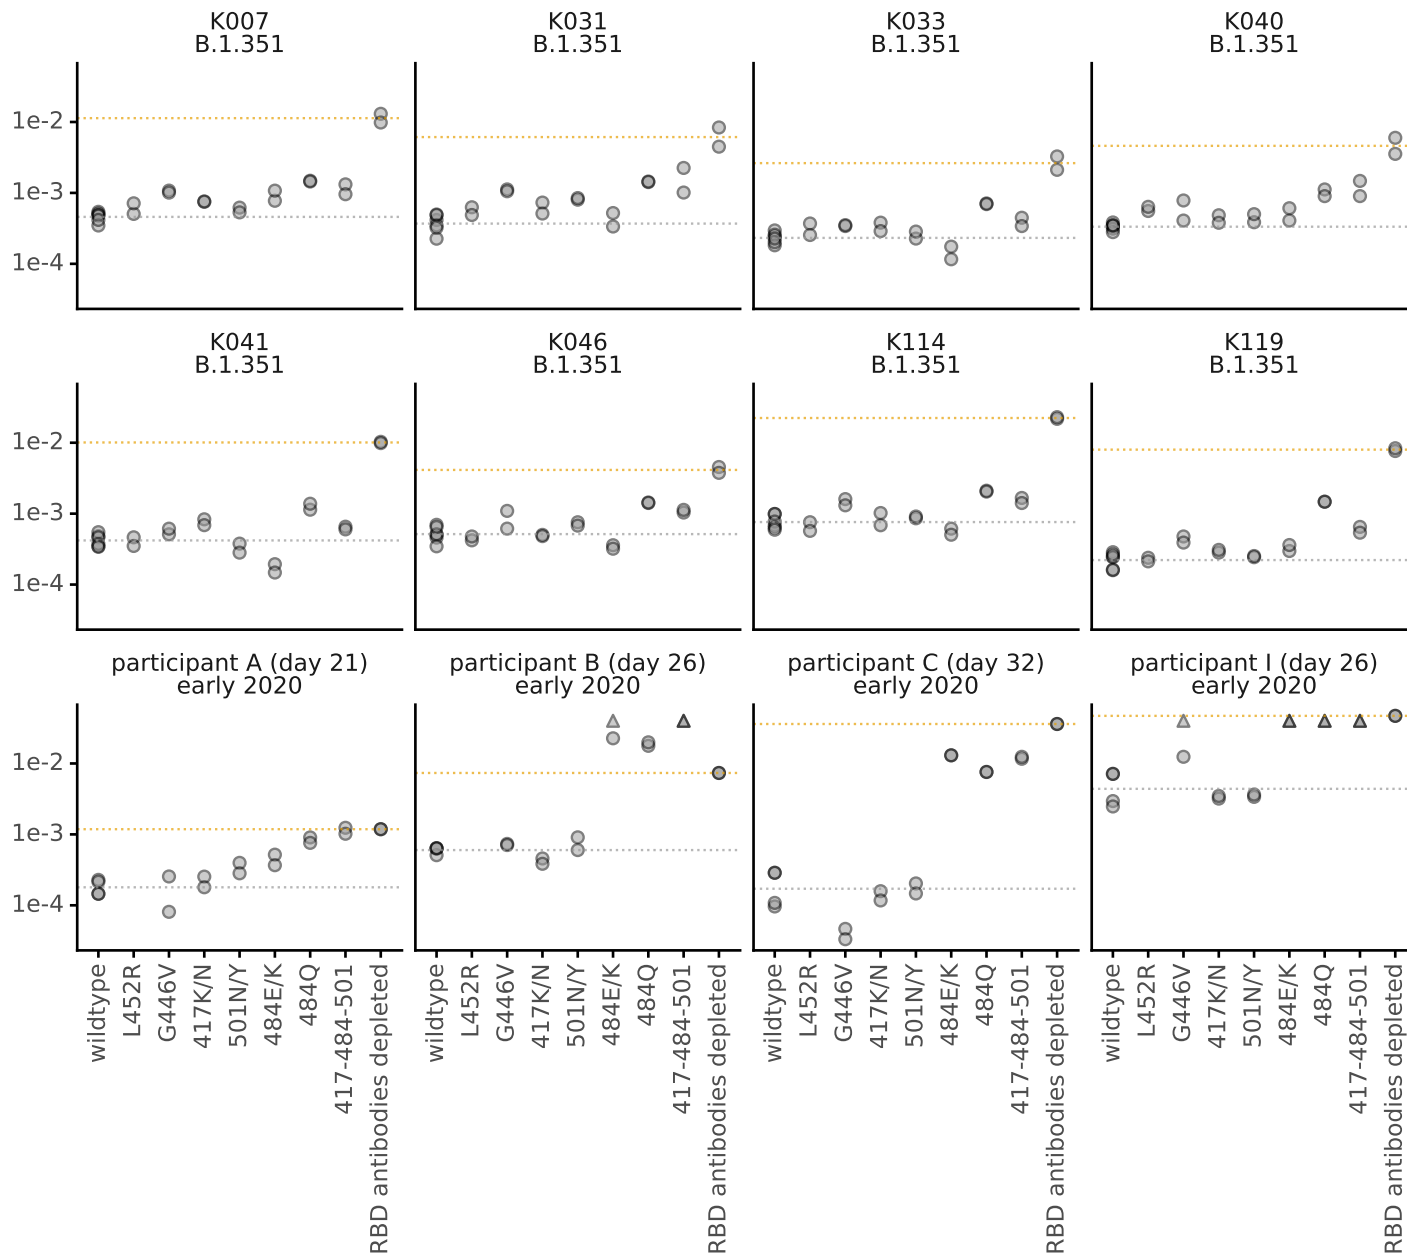 K007
B.1.351
K031
B.1.351
K033
B.1.351
K040
B.1.351
1e-2
1e-3
1e-4
K041
B.1.351
K046
B.1.351
K114
B.1.351
K119
B.1.351
1e-2
1e-3
1e-4
participant A (day 21)
early 2020
participant B (day 26)
early 2020
participant C (day 32)
early 2020
participant I (day 26)
early 2020
1e-2
1e-3
1e-4
wildtype
L452R
G446V
417K/N
501N/Y
484E/K
484Q
417-484-501
RBD antibodies depleted
wildtype
L452R
G446V
417K/N
501N/Y
484E/K
484Q
417-484-501
RBD antibodies depleted
wildtype
L452R
G446V
417K/N
501N/Y
484E/K
484Q
417-484-501
RBD antibodies depleted
wildtype
L452R
G446V
417K/N
501N/Y
484E/K
484Q
417-484-501
RBD antibodies depleted